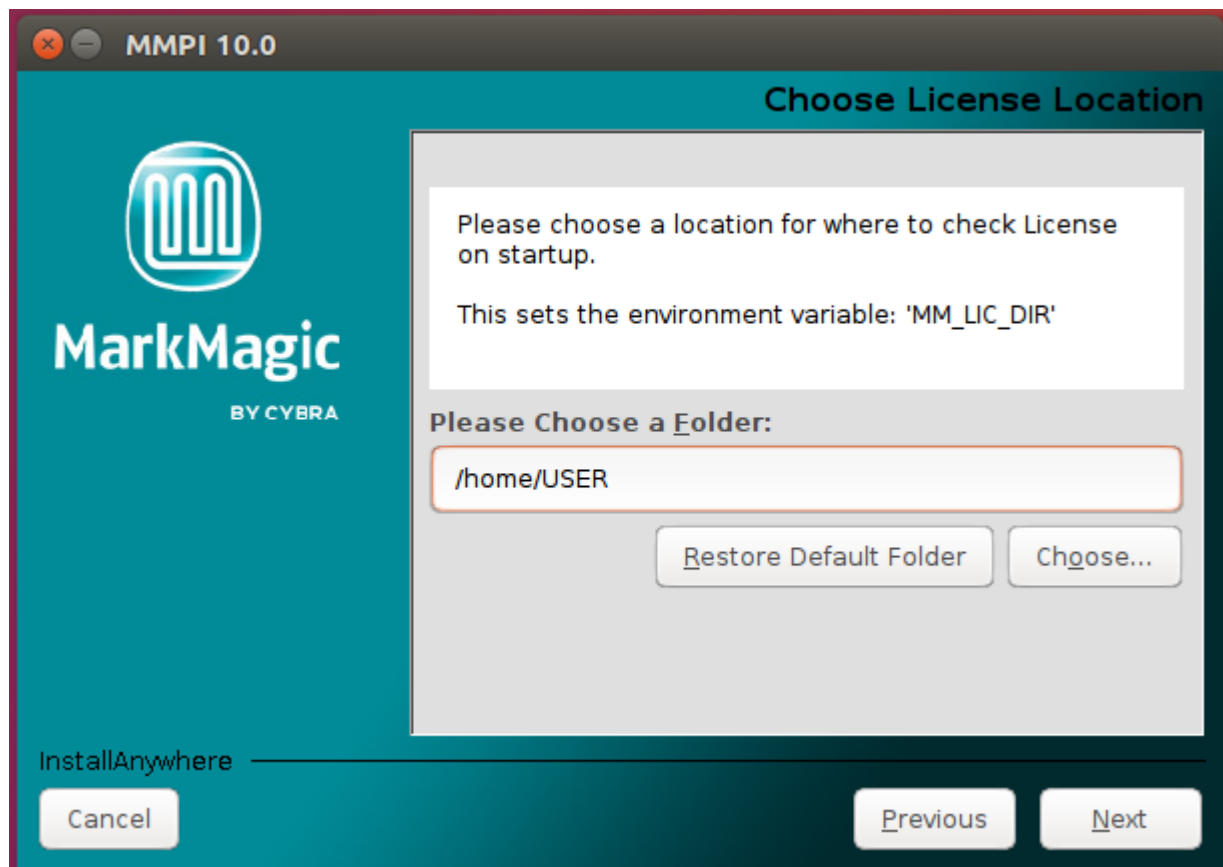 MMPI 10.0
Choose License Location
MarkMagic
BY CYBRA
Please choose a location for where to check License
on startup.
This sets the environment variable: 'MM_LIC_DIR'
Please Choose a Folder:
/home/USER
Restore Default Folder
Choose...
InstallAnywhere
Cancel
Previous
Next